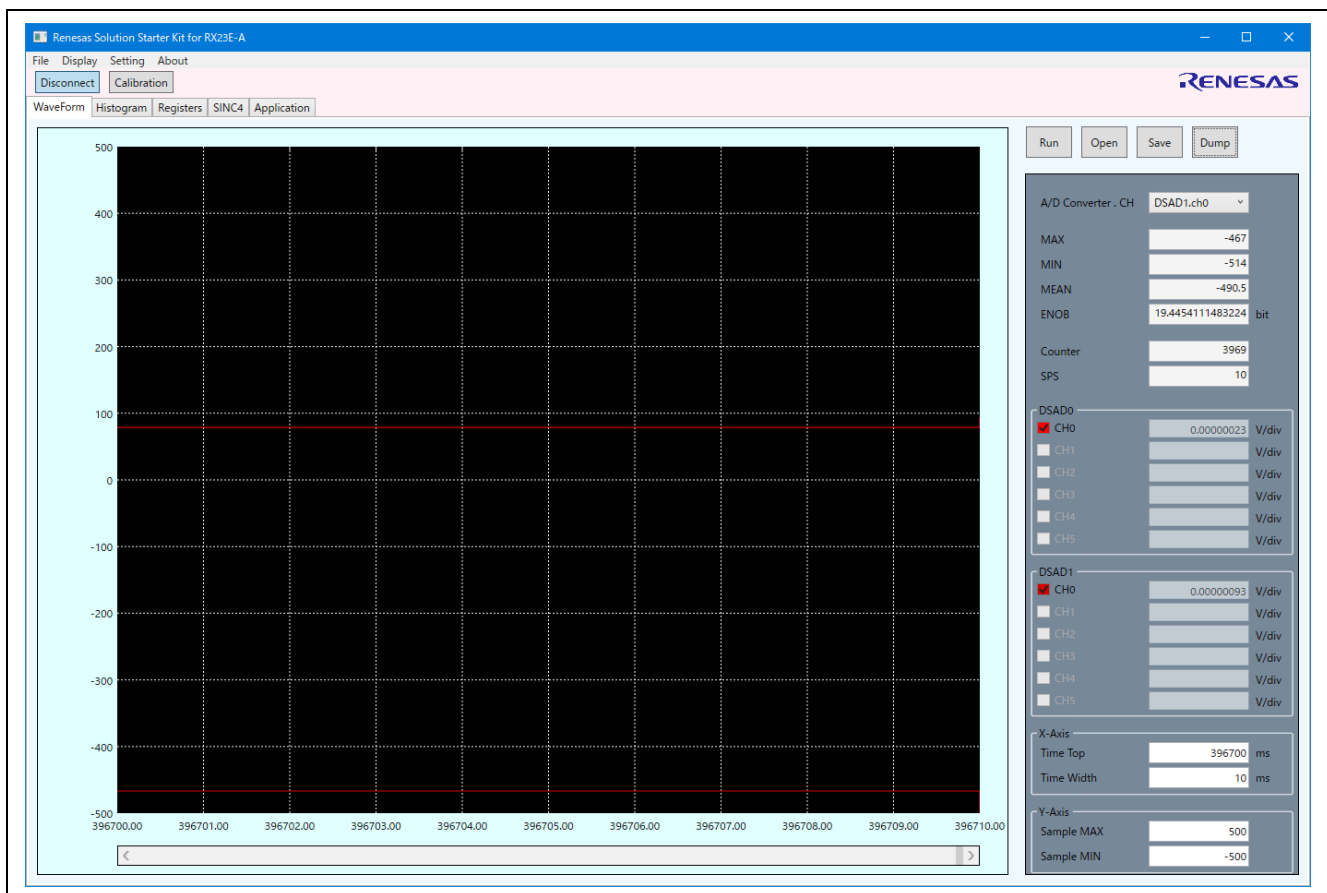 Renesas Solution Starter Kit for RX23E-A
File Display Setting About
Disconnect Calibration
RENESAS
WaveForm Histogram Registers SINC4 Application
500
400
300
200
100
0
-100
-200
-300
-400
-500
396700.00 396701.00 396702.00 396703.00 396704.00 396705.00 396706.00 396707.00 396708.00 396709.00 396710.00
Run Open Save Dump
A/D Converter . CH DSAD1.ch0
MAX -467
MIN -514
MEAN -490.5
ENOB 19.4454111483224 bit
Counter 3969
SPS 10
DSAD0
CH0 0.00000023 V/div
CH1 V/div
CH2 V/div
CH3 V/div
CH4 V/div
CH5 V/div
DSAD1
CH0 0.00000093 V/div
CH1 V/div
CH2 V/div
CH3 V/div
CH4 V/div
CH5 V/div
X-Axis
Time Top 396700 ms
Time Width 10 ms
Y-Axis
Sample MAX 500
Sample MIN -500